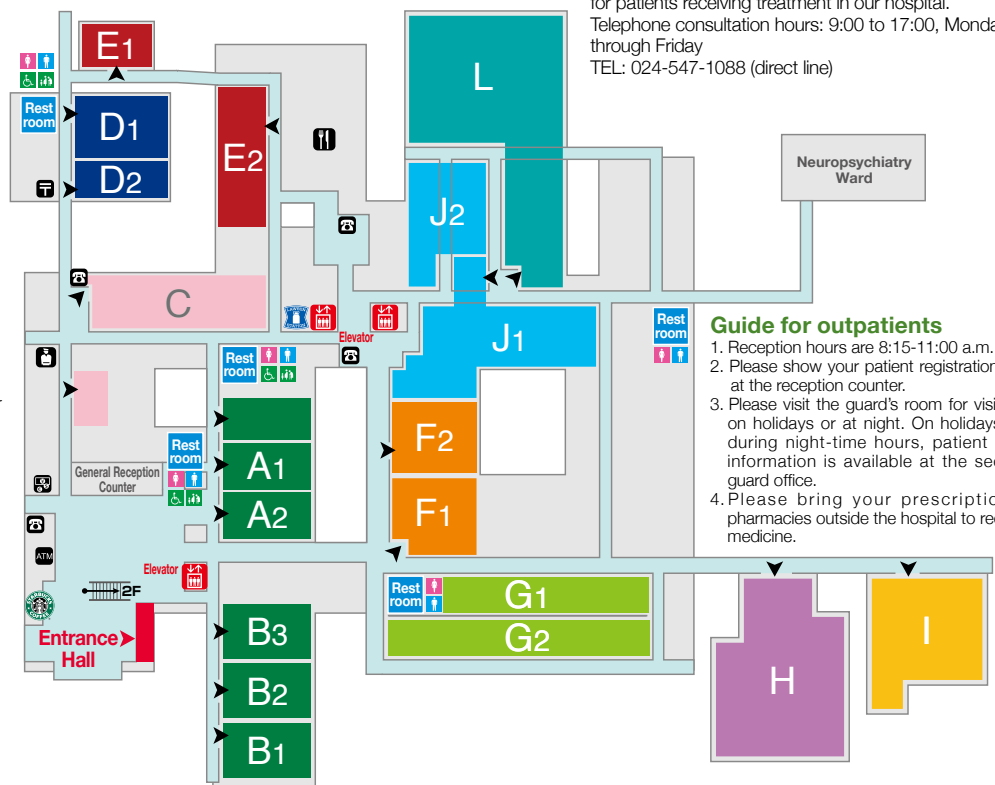 for patients receiving treatment in our hospital.
Telephone consultation hours: 9:00 to 17:00, Monda
through Friday
TEL: 024-547-1088 (direct line)
E1
L
Rest
room
D1
E2
D2
J2
Neuropsychiatry
Ward
C
Elevator
J1
Rest
room
Guide for outpatients
1. Reception hours are 8:15-11:00 a.m.
2. Please show your patient registration
at the reception counter.
3. Please visit the guard's room for visi
on holidays or at night. On holidays
during night-time hours, patient
information is available at the sec
guard office.
4. Please bring your prescriptio
pharmacies outside the hospital to re
medicine.
Rest
room
F2
Rest
room
A1
General Reception
Counter
A2
F1
ATM
Elevator
2F
STARBUCKS COFFEE
Entrance
Hall
Rest
room
G1
G2
B3
B2
B1
H
I